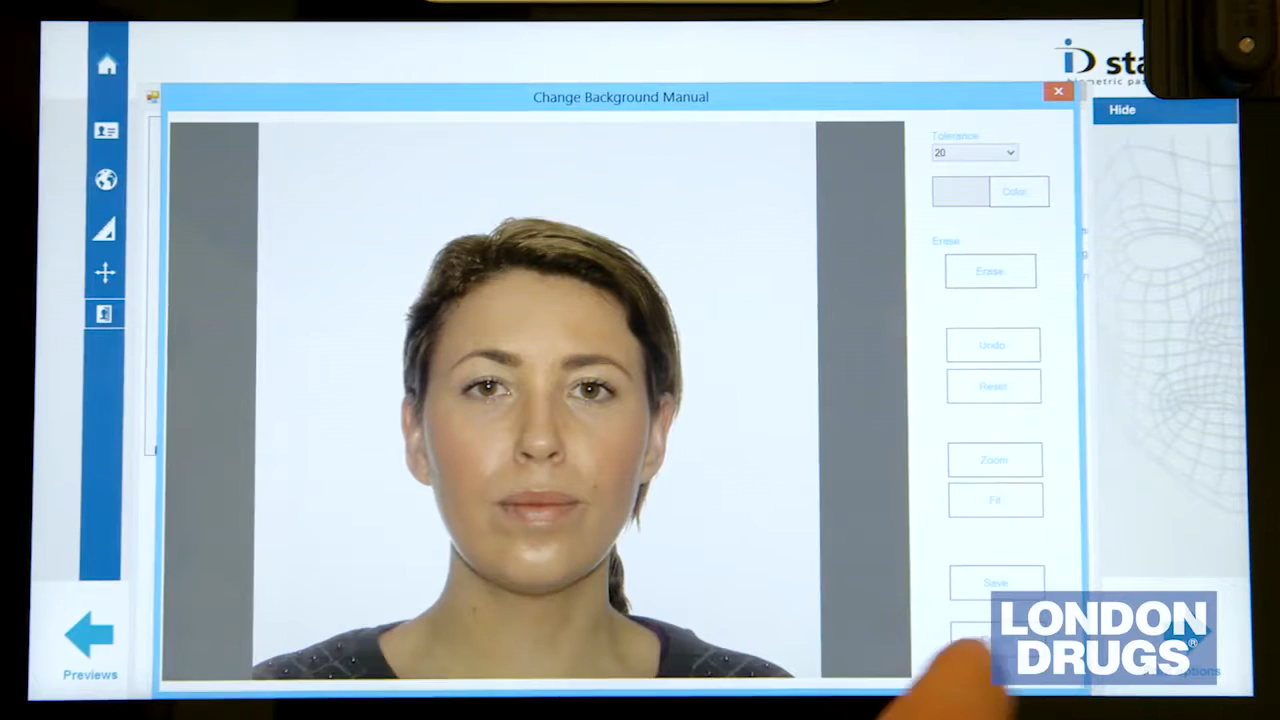 iD sta
biometric pas
Change Background Manual
Hide
Tolerance
20
Color
Erase
Erase
Undo
Reset
Zoom
Fit
Save
Previews
LONDON
DRUGS®